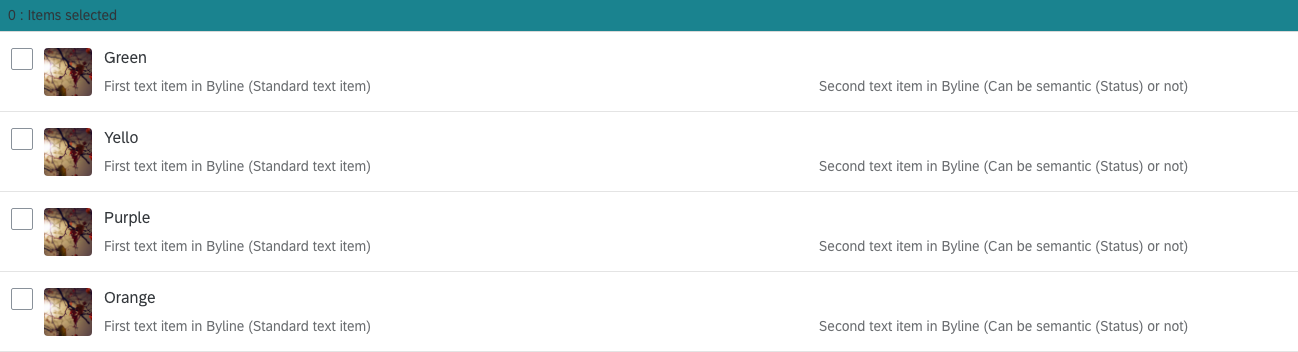 0 : Items selected
Green
First text item in Byline (Standard text item) Second text item in Byline (Can be semantic (Status) or not)
Yello
First text item in Byline (Standard text item) Second text item in Byline (Can be semantic (Status) or not)
Purple
First text item in Byline (Standard text item) Second text item in Byline (Can be semantic (Status) or not)
Orange
First text item in Byline (Standard text item) Second text item in Byline (Can be semantic (Status) or not)